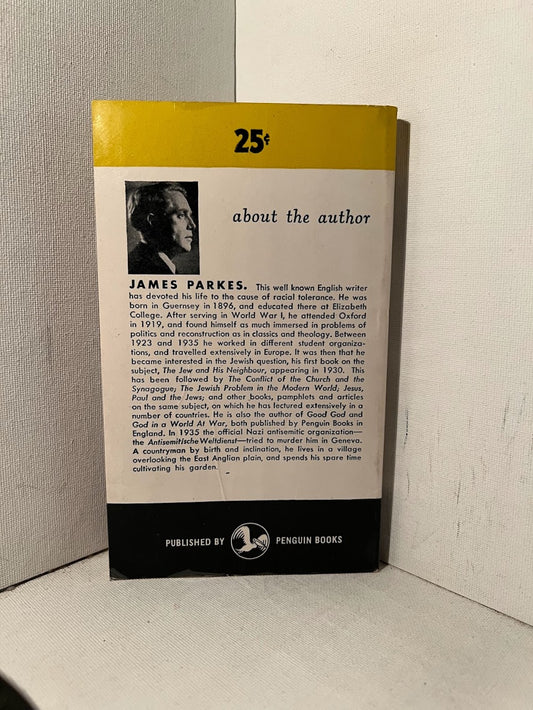 25¢
about the author
JAMES PARKES. This well known English writer
has devoted his life to the cause of racial tolerance. He was
born in Guernsey in 1896, and educated there at Elizabeth
College. After serving in World War I, he attended Oxford
in 1919, and found himself as much immersed in problems of
politics and reconstruction as in classics and theology. Between
1923 and 1935 he worked in different student organiza-
tions, and travelled extensively in Europe. It was then that he
became interested in the Jewish question, his first book on the
subject, The Jew and His Neighbour, appearing in 1930. This
has been followed by The Conflict of the Church and the
Synagogue; The Jewish Problem in the Modern World; Jesus,
Paul and the Jews; and other books, pamphlets and articles
on the same subject, on which he has lectured extensively in a
number of countries. He is also the author of Good God and
God in a World At War, both published by Penguin Books in
England. In 1935 the official Nazi antisemitic organization—
the AntisemitIscheWeltdienst—tried to murder him in Geneva.
A countryman by birth and inclination, he lives in a village
overlooking the East Anglian plain, and spends his spare time
cultivating his garden.
PUBLISHED BY PENGUIN BOOKS